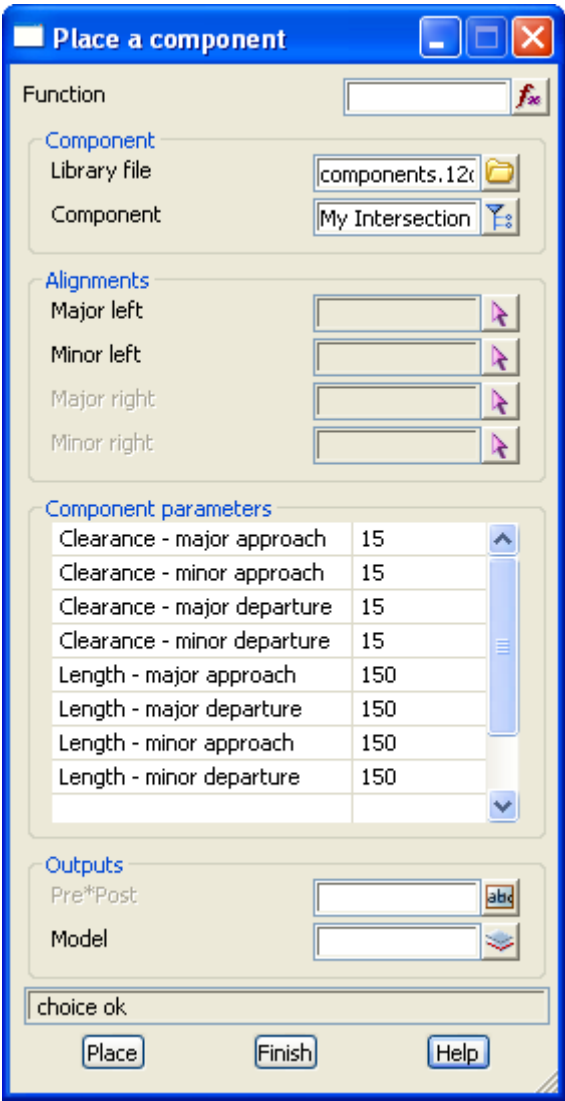 Place a component
Function
Component
Library file components.12
Component My Intersection
Alignments
Major left
Minor left
Major right
Minor right
Component parameters
Clearance - major approach 15
Clearance - minor approach 15
Clearance - major departure 15
Clearance - minor departure 15
Length - major approach 150
Length - major departure 150
Length - minor approach 150
Length - minor departure 150
Outputs
Pre*Post abc
Model
choice ok
Place Finish Help